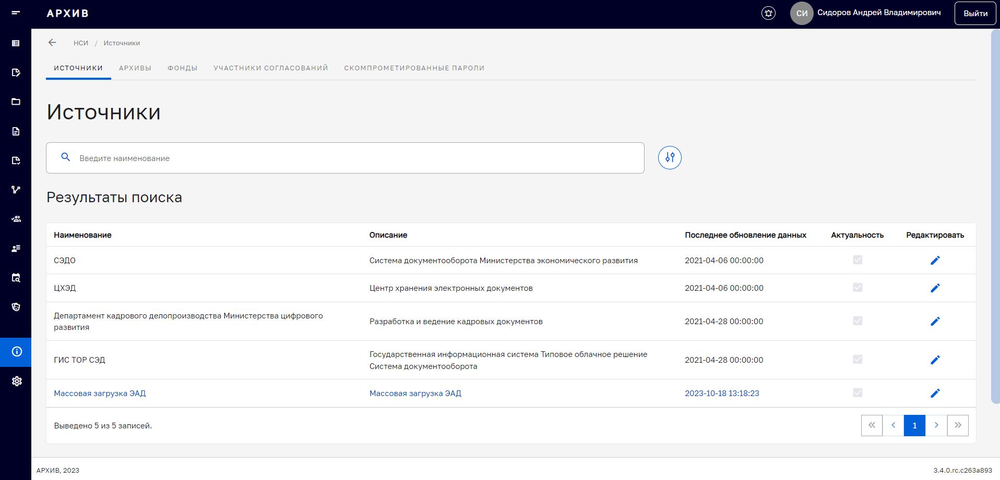 АРХИВ
СИ
Сидоров Андрей Владимирович
Выйти
НСИ / Источники
ИСТОЧНИКИ
АРХИВЫ
ФОНДЫ
УЧАСТНИКИ СОГЛАСОВАНИЙ
СКОМПРОМЕТИРОВАННЫЕ ПАРОЛИ
Источники
Введите наименование
Результаты поиска
Наименование
Описание
Последнее обновление данных
Актуальность
Редактировать
СЭДО
Система документооборота Министерства экономического развития
2021-04-06 00:00:00
ЦХЭД
Центр хранения электронных документов
2021-04-06 00:00:00
Департамент кадрового делопроизводства Министерства цифрового
развития
Разработка и ведение кадровых документов
2021-04-28 00:00:00
ГИС ТОР СЭД
Государственная информационная система Типовое облачное решение
Система документооборота
2021-04-28 00:00:00
Массовая загрузка ЭАД
Массовая загрузка ЭАД
2023-10-18 13:18:23
Выведено 5 из 5 записей.
1
АРХИВ, 2023
3.4.0.rc.c263a893